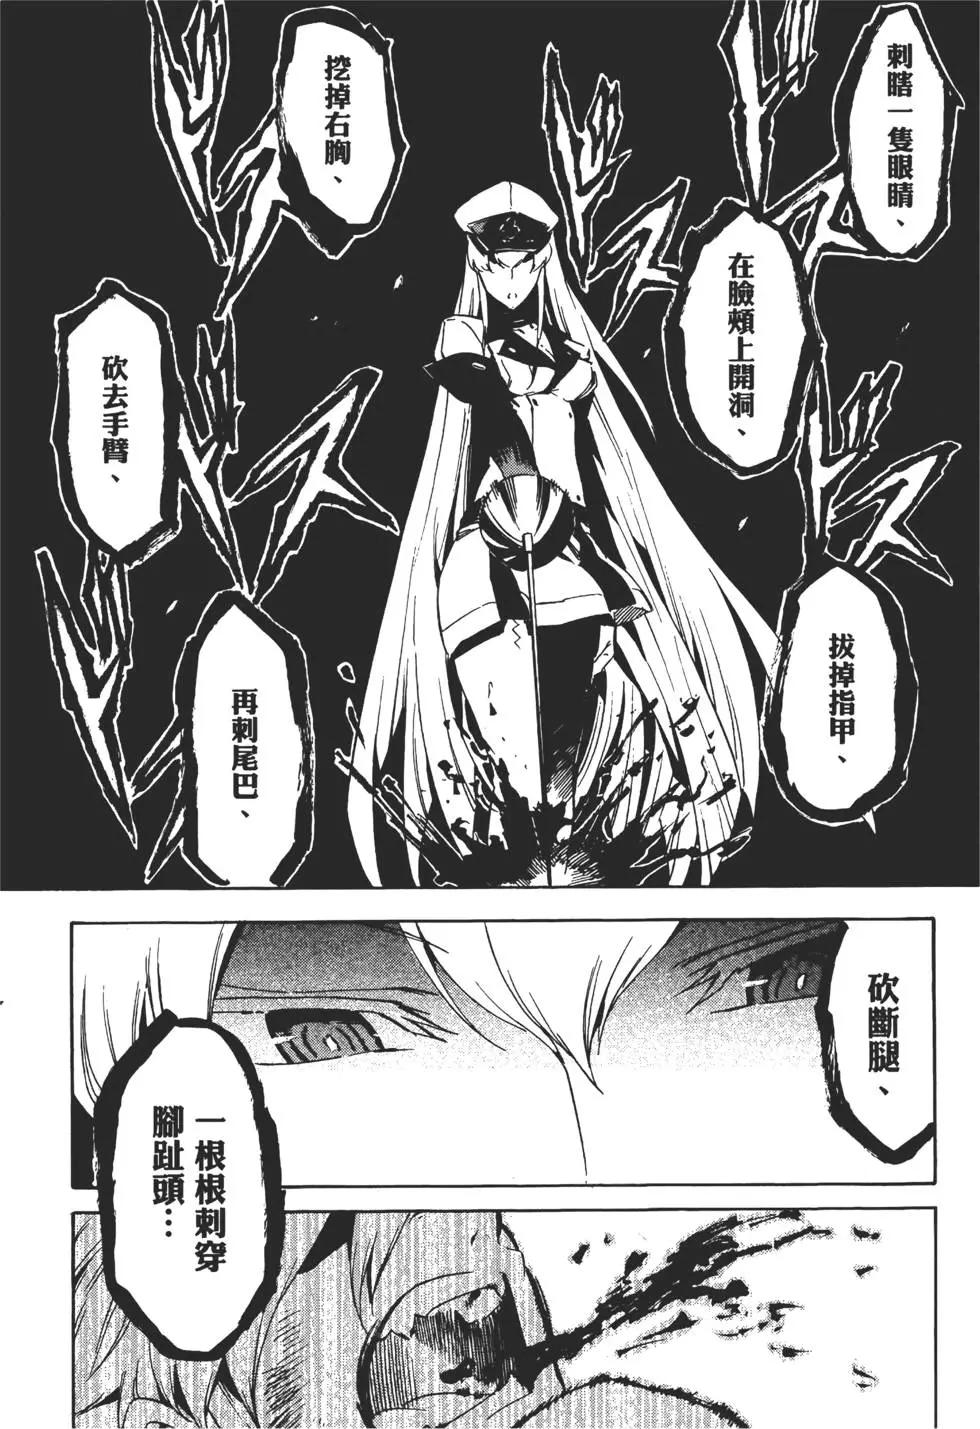 刺瞎一隻眼睛、
在臉頰上開洞、
拔掉指甲、
挖掉右胸、
砍去手臂、
再刺尾巴、
砍斷腿、
一根根刺穿
腳趾頭…